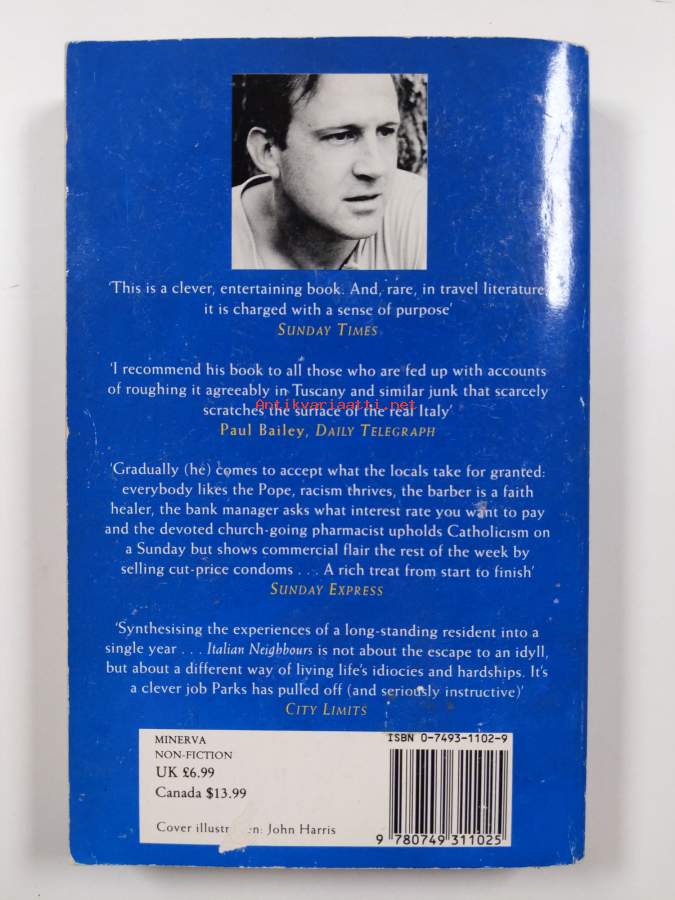 'This is a clever, entertaining book. And, rare, in travel literature,
it is charged with a sense of purpose'
SUNDAY TIMES
'I recommend his book to all those who are fed up with accounts
of roughing it agreeably in Tuscany and similar junk that scarcely
scratches the surface of the real Italy'
Antikvariaatti.net
Paul Bailey, DAILY TELEGRAPH
'Gradually (he) comes to accept what the locals take for granted:
everybody likes the Pope, racism thrives, the barber is a faith
healer, the bank manager asks what interest rate you want to pay
and the devoted church-going pharmacist upholds Catholicism on
a Sunday but shows commercial flair the rest of the week by
selling cut-price condoms . . . A rich treat from start to finish'
SUNDAY EXPRESS
'Synthesising the experiences of a long-standing resident into a
single year . . . Italian Neighbours is not about the escape to an idyll,
but about a different way of living life's idiocies and hardships. It's
a clever job Parks has pulled off (and seriously instructive)'
CITY LIMITS
MINERVA
NON-FICTION
UK £6.99
Canada $13.99
Cover : John Harris
ISBN 0-7493-1102-9
9 780749 311025